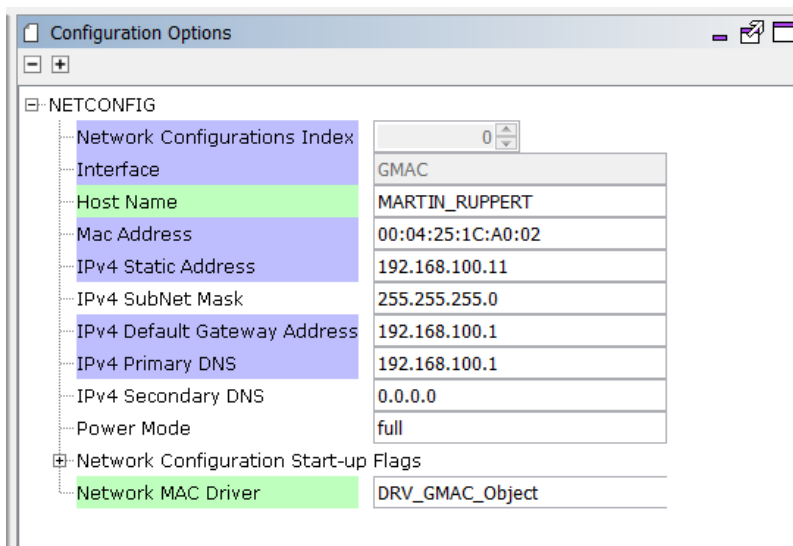 Configuration Options
NETCONFIG
Network Configurations Index 0
Interface GMAC
Host Name MARTIN_RUPPERT
Mac Address 00:04:25:1C:A0:02
IPv4 Static Address 192.168.100.11
IPv4 SubNet Mask 255.255.255.0
IPv4 Default Gateway Address 192.168.100.1
IPv4 Primary DNS 192.168.100.1
IPv4 Secondary DNS 0.0.0.0
Power Mode full
Network Configuration Start-up Flags
Network MAC Driver DRV_GMAC_Object